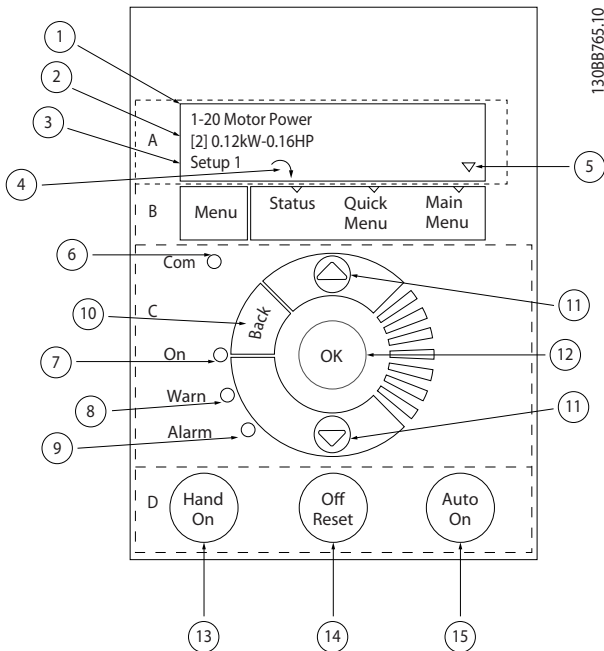 130BB765.10
1
2
3
4
5
A
1-20 Motor Power
[2] 0.12kW-0.16HP
Setup 1
B
Menu
Status
Quick
Menu
Main
Menu
6
Com
C
10
Back
11
7
On
OK
12
8
Warn
9
Alarm
11
D
Hand
On
Off
Reset
Auto
On
13
14
15